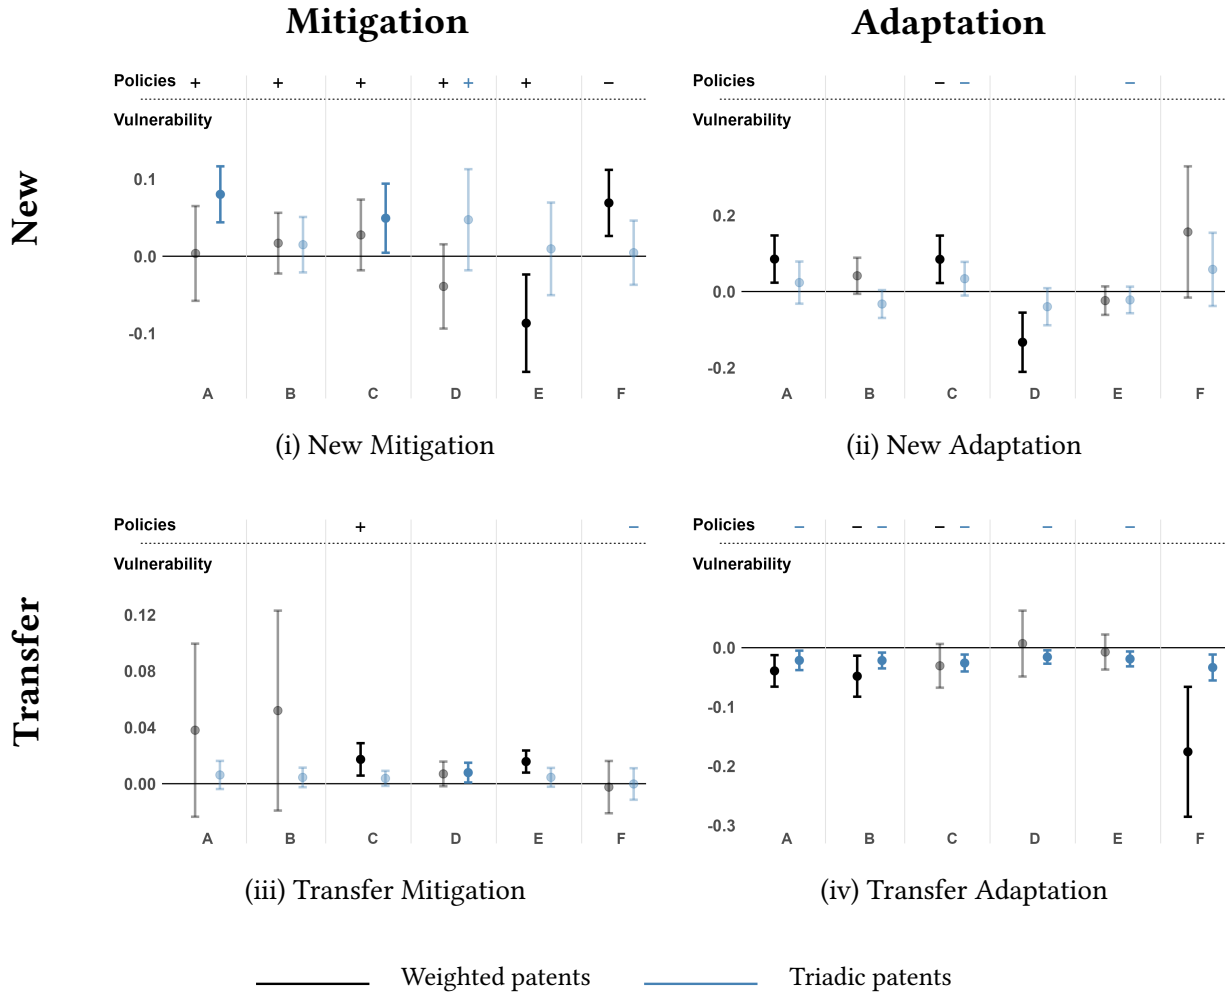 Mitigation
Adaptation
New
Policies + + + + + + −
Vulnerability
0.1
0.0
-0.1
A B C D E F
(i) New Mitigation
Policies − − −
Vulnerability
0.2
0.0
-0.2
A B C D E F
(ii) New Adaptation
Transfer
Policies + −
Vulnerability
0.12
0.08
0.04
0.00
A B C D E F
(iii) Transfer Mitigation
Policies − − − − − − −
Vulnerability
0.0
-0.1
-0.2
-0.3
A B C D E F
(iv) Transfer Adaptation
Weighted patents
Triadic patents